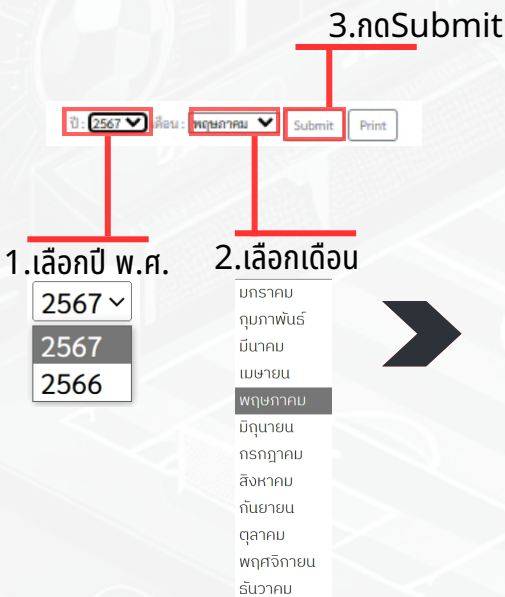 3.กดSubmit
ปี : 2567 เดือน : พฤษภาคม Submit Print
1.เลือกปี พ.ศ.
2567
2567
2566
2.เลือกเดือน
มกราคม
กุมภาพันธ์
มีนาคม
เมษายน
พฤษภาคม
มิถุนายน
กรกฎาคม
สิงหาคม
กันยายน
ตุลาคม
พฤศจิกายน
ธันวาคม